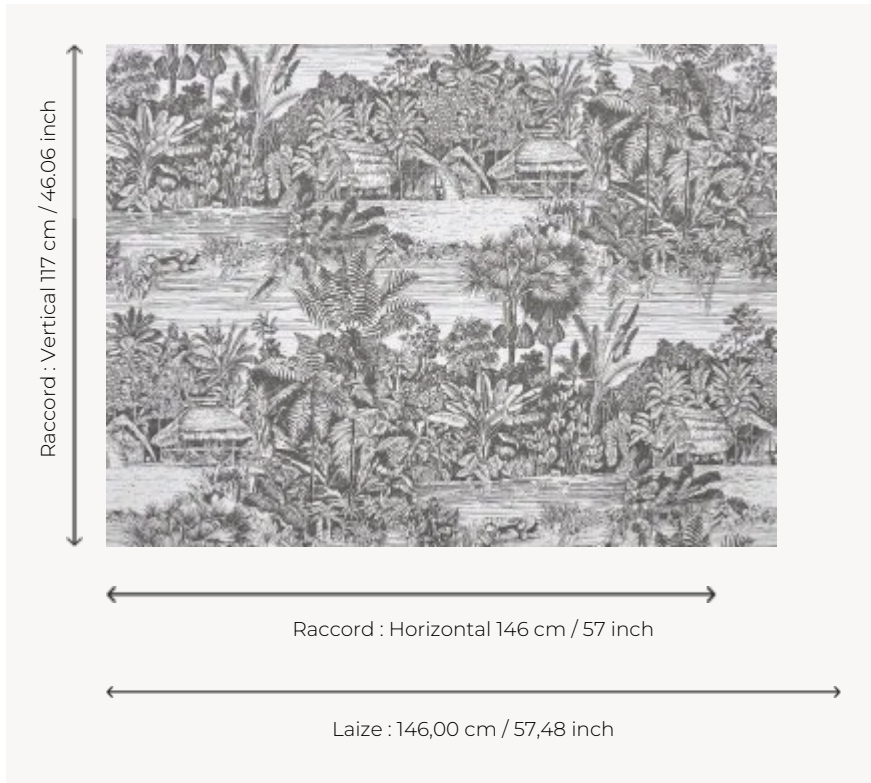 Raccord : Vertical 117 cm / 46.06 inch
Raccord : Horizontal 146 cm / 57 inch
Laize : 146,00 cm / 57,48 inch